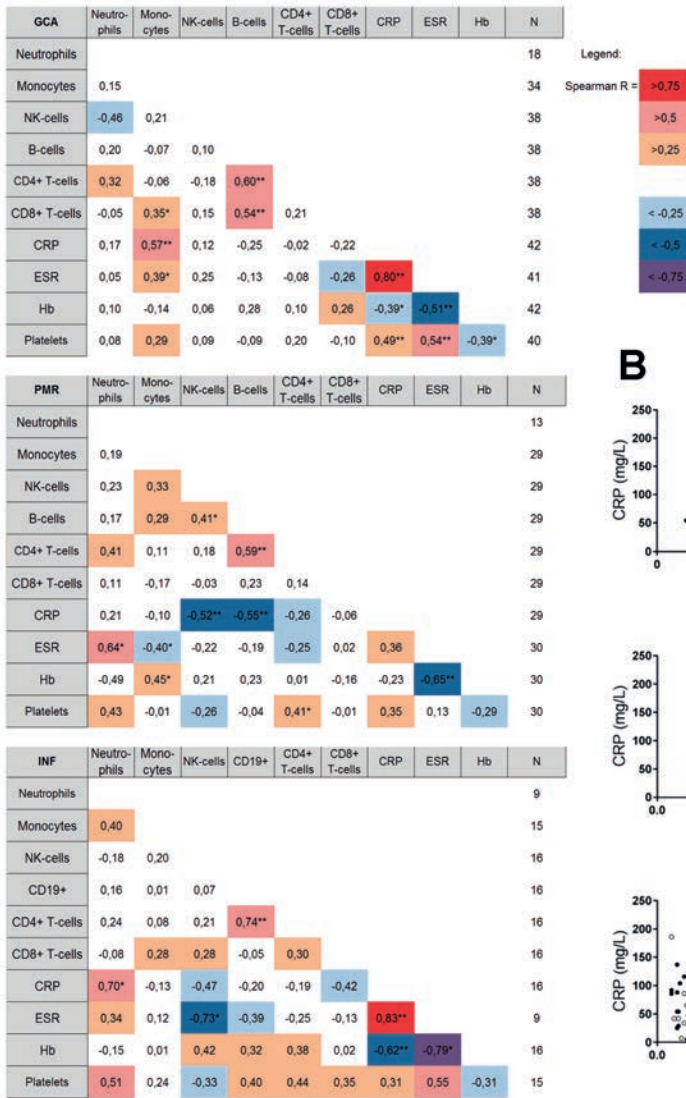 GCA Neutro-phils Mono-cytes NK-cells B-cells CD4+ T-cells CD8+ T-cells CRP ESR Hb N
Neutrophils 18
Monocytes 0,15 34
NK-cells -0,46 0,21 38
B-cells 0,20 -0,07 0,10 38
CD4+ T-cells 0,32 -0,06 -0,18 0,60** 38
CD8+ T-cells -0,05 0,35* 0,15 0,54** 0,21 38
CRP 0,17 0,57** 0,12 -0,25 -0,02 -0,22 42
ESR 0,05 0,39* 0,25 -0,13 -0,08 -0,26 0,80** 41
Hb 0,10 -0,14 0,06 0,28 0,10 0,26 -0,39* -0,51** 42
Platelets 0,08 0,29 0,09 -0,09 0,20 -0,10 0,49** 0,54** -0,39* 40
Legend:
Spearman R = >0,75
>0,5
>0,25
< -0,25
< -0,5
< -0,75
PMR Neutro-phils Mono-cytes NK-cells B-cells CD4+ T-cells CD8+ T-cells CRP ESR Hb N
Neutrophils 13
Monocytes 0,19 29
NK-cells 0,23 0,33 29
B-cells 0,17 0,29 0,41* 29
CD4+ T-cells 0,41 0,11 0,18 0,59** 29
CD8+ T-cells 0,11 -0,17 -0,03 0,23 0,14 29
CRP 0,21 -0,10 -0,52** -0,55** -0,26 -0,06 29
ESR 0,64* -0,40* -0,22 -0,19 -0,25 0,02 0,36 30
Hb -0,49 0,45* 0,21 0,23 0,01 -0,16 -0,23 -0,65** 30
Platelets 0,43 -0,01 -0,26 -0,04 0,41* -0,01 0,35 0,13 -0,29 30
INF Neutro-phils Mono-cytes NK-cells CD19+ CD4+ T-cells CD8+ T-cells CRP ESR Hb N
Neutrophils 9
Monocytes 0,40 15
NK-cells -0,18 0,20 16
CD19+ 0,16 0,01 0,07 16
CD4+ T-cells 0,24 0,08 0,21 0,74** 16
CD8+ T-cells -0,08 0,28 0,28 -0,05 0,30 16
CRP 0,70* -0,13 -0,47 -0,20 -0,19 -0,42 16
ESR 0,34 0,12 -0,73* -0,39 -0,25 -0,13 0,83** 9
Hb -0,15 0,01 0,42 0,32 0,38 0,02 -0,62** -0,79* 16
Platelets 0,51 0,24 -0,33 0,40 0,44 0,35 0,31 0,55 -0,31 15
B
CRP (mg/L)
250
200
150
100
50
0
0
CRP (mg/L)
250
200
150
100
50
0
0.0
CRP (mg/L)
250
200
150
100
50
0
0.0